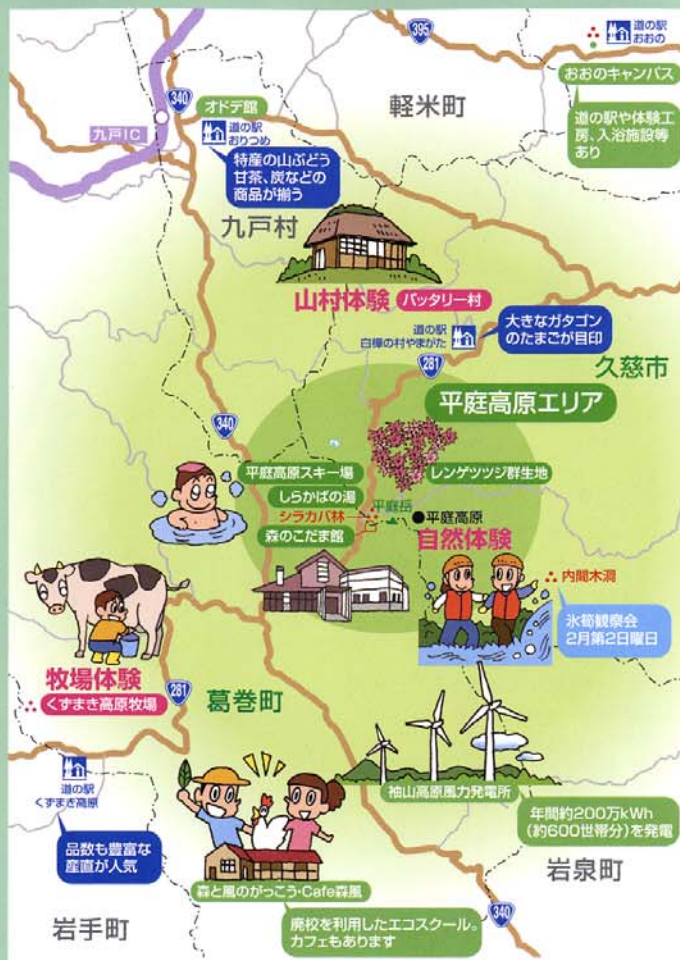 395
道の駅
おおの
おおのキャンパス
道の駅や体験工
房、入浴施設等
あり
340
オドデ館
軽米町
九戸IC
道の駅
おりつめ
特産の山ぶどう
甘茶、炭などの
商品が揃う
九戸村
山村体験
バッタリー村
道の駅
白樺の村やまがた
大きなガタゴン
のたまごが目印
281
久慈市
平庭高原エリア
340
平庭高原スキー場
レンゲツツジ群生地
しらかばの湯
シラカバ林
平庭岳
●平庭高原
森のこだま館
自然体験
内間木洞
氷筍観察会
2月第2日曜日
牧場体験
くずまき高原牧場
281
葛巻町
道の駅
くずまき高原
袖山高原風力発電所
年間約200万kWh
(約600世帯分)を発電
品数も豊富な
産直が人気
岩泉町
森と風のがっこう・Cafe森風
岩手町
廃校を利用したエコスクール。
カフェもあります
340